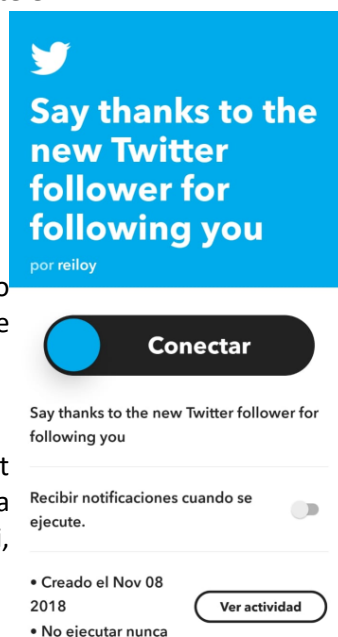 Say thanks to the
new Twitter
follower for
following you
por reiloy
Conectar
Say thanks to the new Twitter follower for
following you
Recibir notificaciones cuando se
ejecute.
• Creado el Nov 08
2018
• No ejecutar nunca
Ver actividad